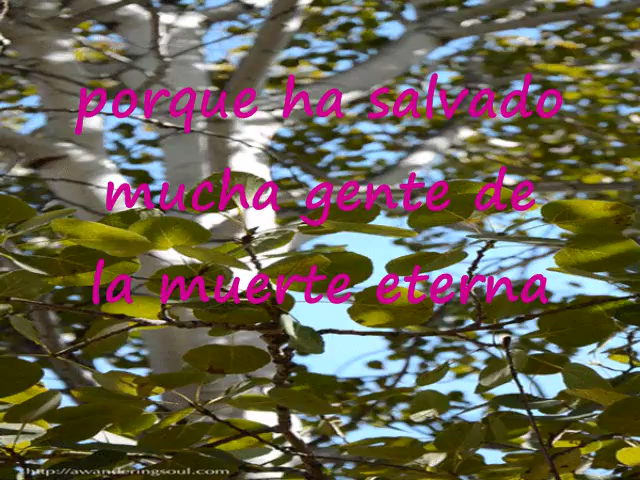 porque ha salvado
mucha gente de
la muerte eterna
http://awanderingsoul.com